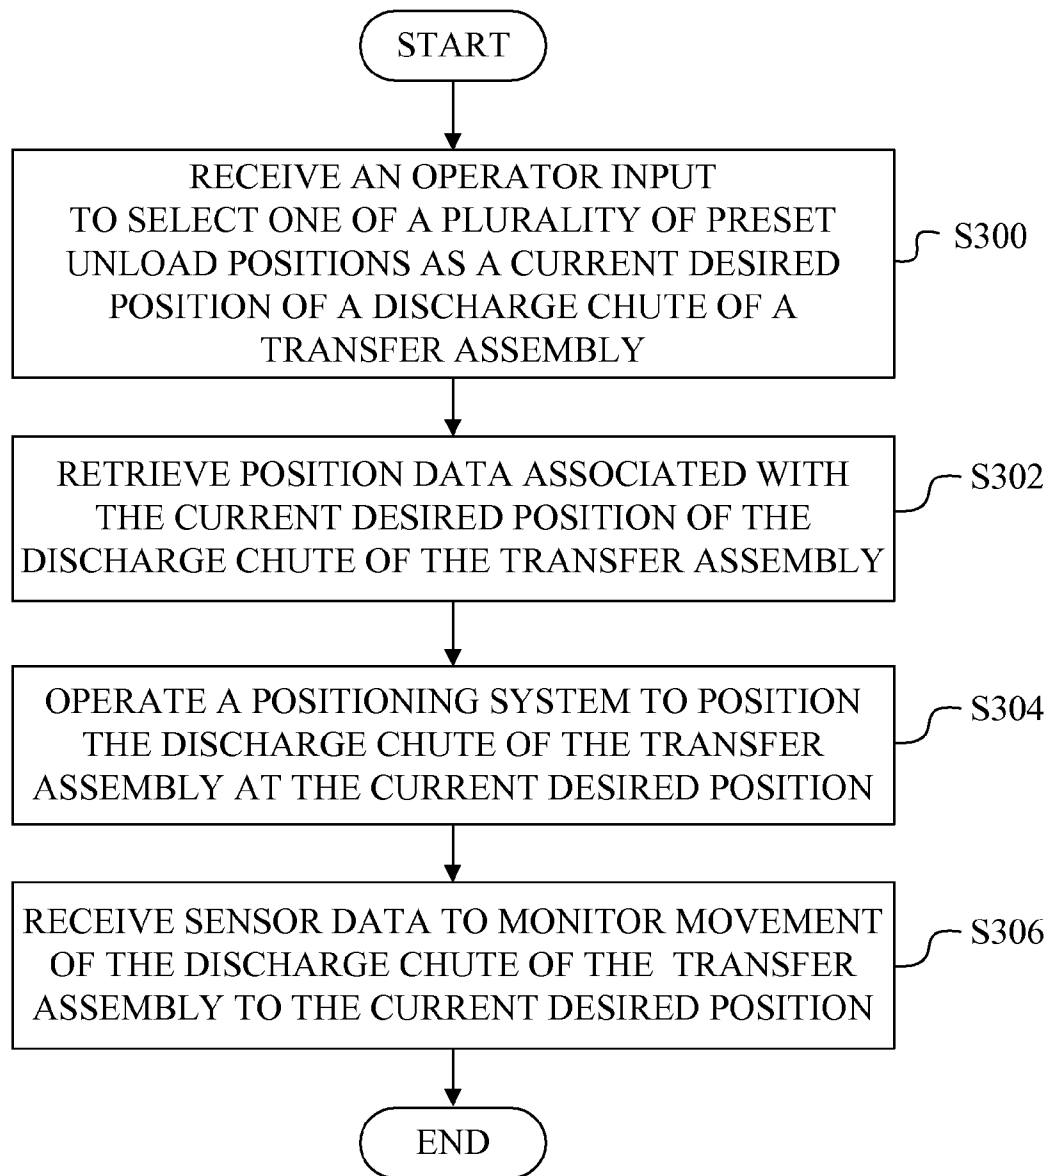 START
RECEIVE AN OPERATOR INPUT
TO SELECT ONE OF A PLURALITY OF PRESET
UNLOAD POSITIONS AS A CURRENT DESIRED
POSITION OF A DISCHARGE CHUTE OF A
TRANSFER ASSEMBLY
S300
RETRIEVE POSITION DATA ASSOCIATED WITH
THE CURRENT DESIRED POSITION OF THE
DISCHARGE CHUTE OF THE TRANSFER ASSEMBLY
S302
OPERATE A POSITIONING SYSTEM TO POSITION
THE DISCHARGE CHUTE OF THE TRANSFER
ASSEMBLY AT THE CURRENT DESIRED POSITION
S304
RECEIVE SENSOR DATA TO MONITOR MOVEMENT
OF THE DISCHARGE CHUTE OF THE TRANSFER
ASSEMBLY TO THE CURRENT DESIRED POSITION
S306
END